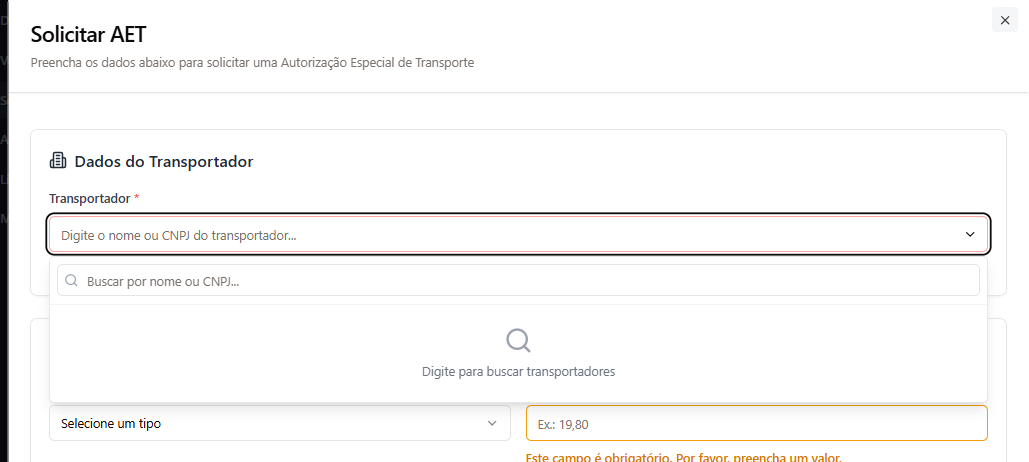 Solicitar AET
Preencha os dados abaixo para solicitar uma Autorização Especial de Transporte
Dados do Transportador
Transportador *
Digite o nome ou CNPJ do transportador...
Buscar por nome ou CNPJ...
Digite para buscar transportadores
Selecione um tipo
Ex.: 19,80
Este campo é obrigatório. Por favor, preencha um valor.